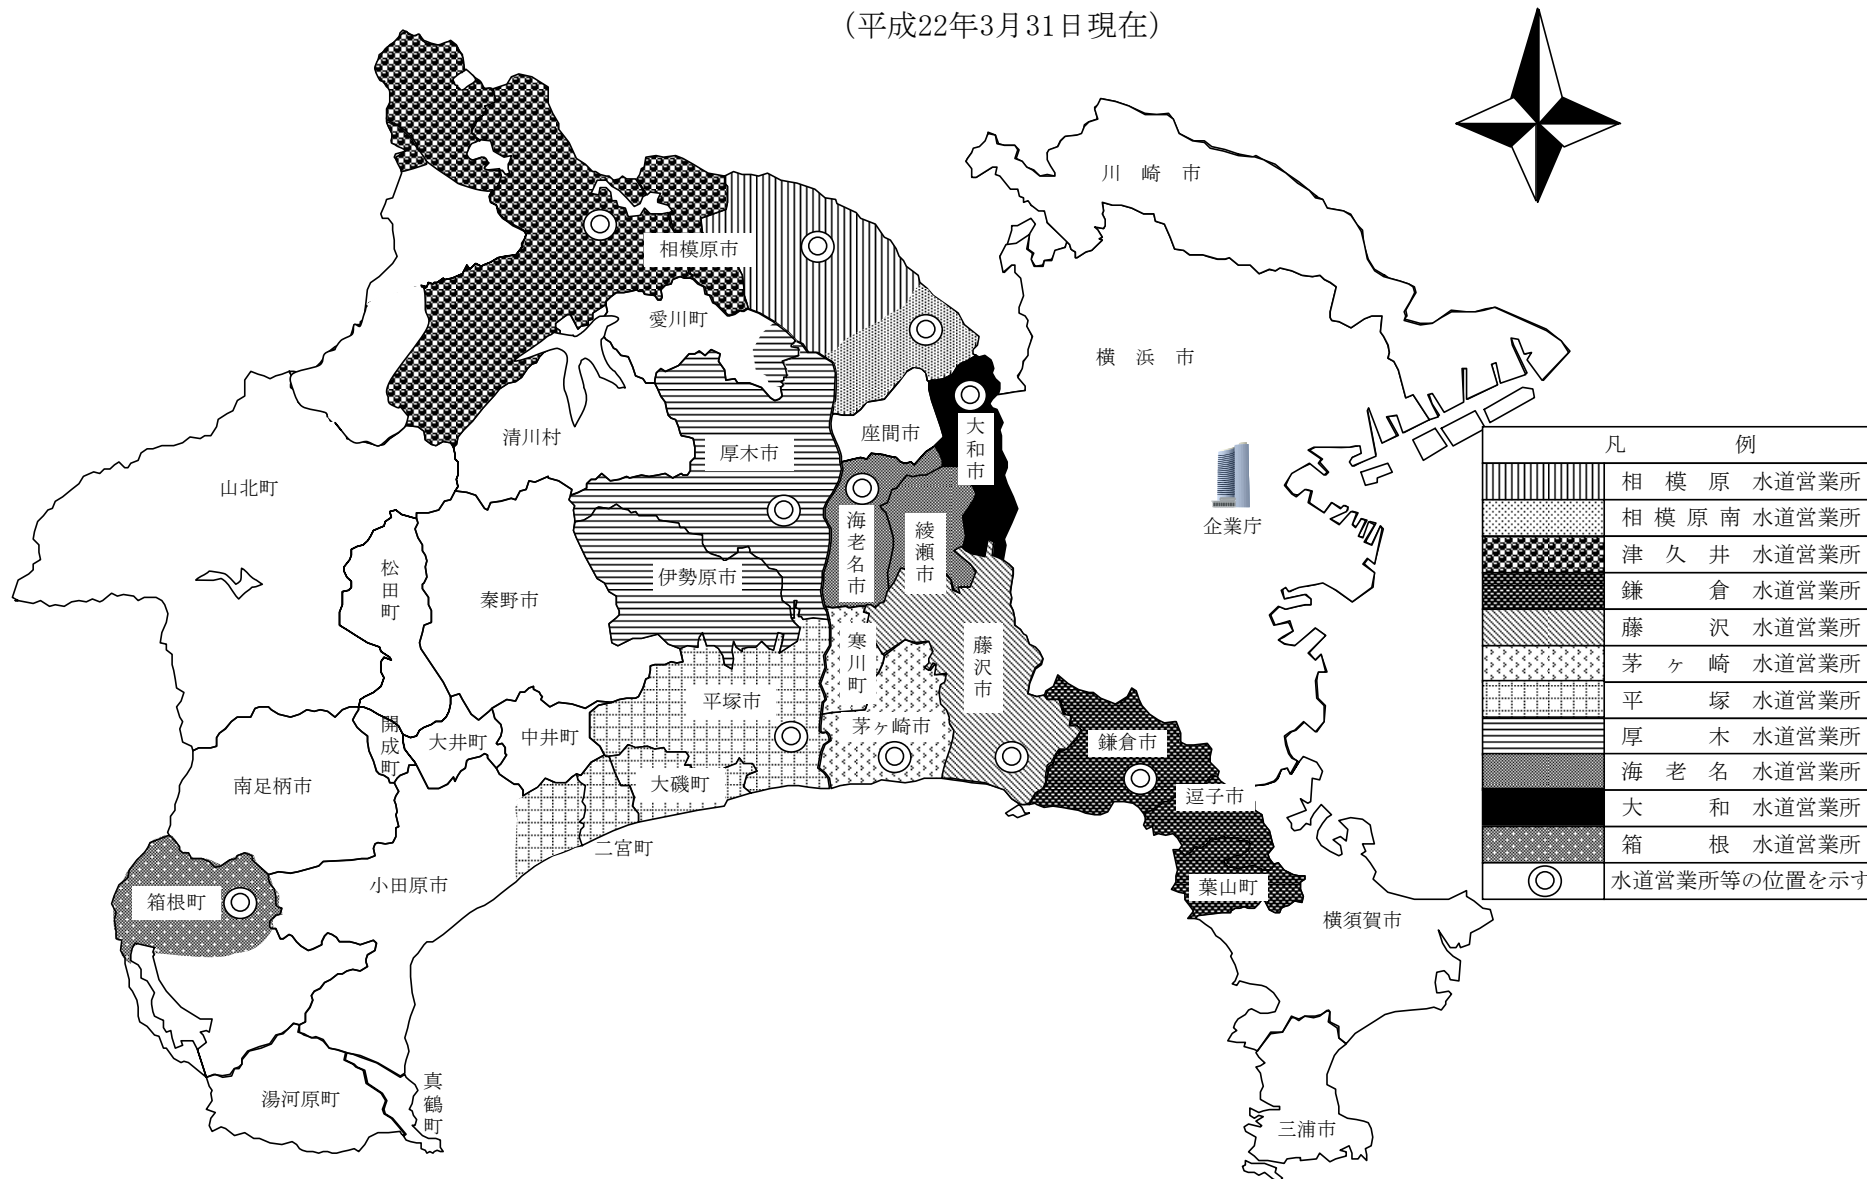 (平成22年3月31日現在)
川崎市
相模原市
愛川町
横浜市
清川村
厚木市
座間市
大和市
山北町
企業庁
海老名市
綾瀬市
松田町
秦野市
伊勢原市
寒川町
藤沢市
平塚市
開成町
大井町
中井町
茅ヶ崎市
鎌倉市
南足柄市
大磯町
逗子市
二宮町
小田原市
箱根町
葉山町
横須賀市
湯河原町
真鶴町
三浦市
凡例
相模原 水道営業所
相模原南 水道営業所
津久井 水道営業所
鎌倉 水道営業所
藤沢 水道営業所
茅ヶ崎 水道営業所
平塚 水道営業所
厚木 水道営業所
海老名 水道営業所
大和 水道営業所
箱根 水道営業所
水道営業所等の位置を示す